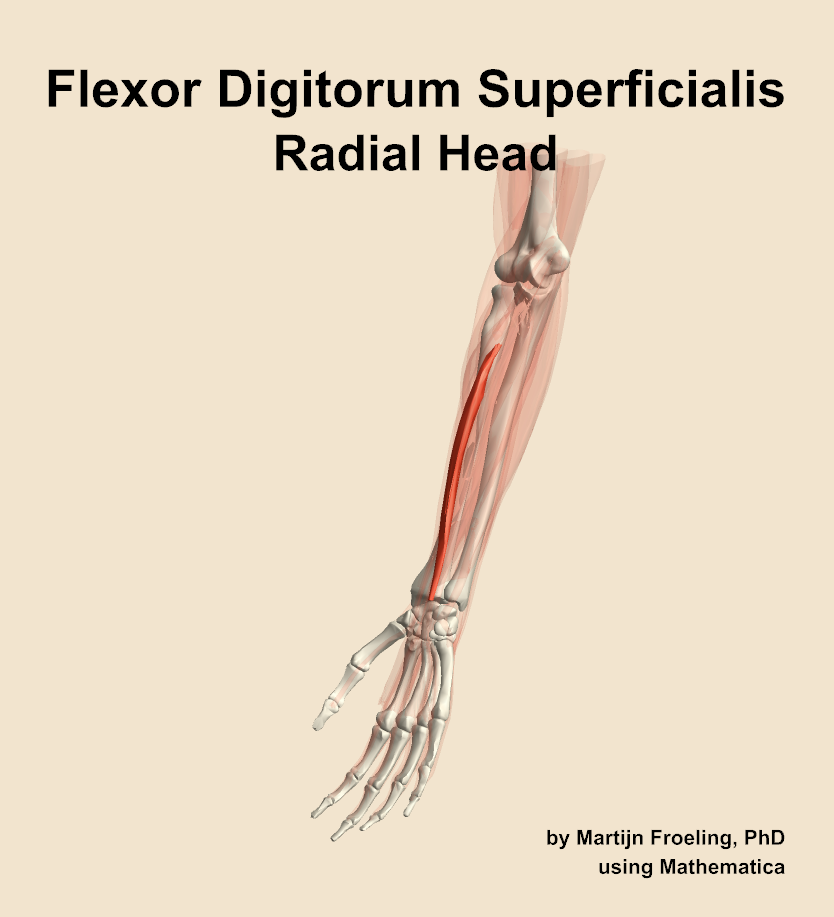 Flexor Digitorum Superficialis
Radial Head
by Martijn Froeling, PhD
using Mathematica